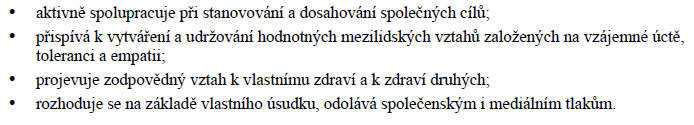 • aktivně spolupracuje při stanovování a dosahování společných cílů;
• přispívá k vytváření a udržování hodnotných mezilidských vztahů založených na vzájemné úctě,
toleranci a empatii;
• projevuje zodpovědný vztah k vlastnímu zdraví a k zdraví druhých;
• rozhoduje se na základě vlastního úsudku, odolává společenským i mediálním tlakům.